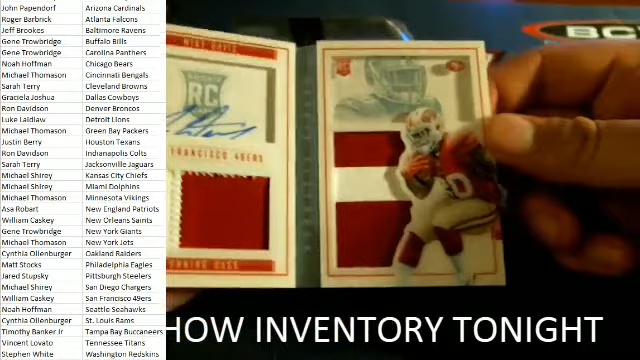 John Papendorf Arizona Cardinals
Roger Barbrick Atlanta Falcons
Jeff Brookes Baltimore Ravens
Gene Trowbridge Buffalo Bills
Gene Trowbridge Carolina Panthers
Noah Hoffman Chicago Bears
Michael Thomason Cincinnati Bengals
Sarah Terry Cleveland Browns
Graciela Joshua Dallas Cowboys
Ron Davidson Denver Broncos
Luke Laidlaw Detroit Lions
Michael Thomason Green Bay Packers
Justin Berry Houston Texans
Ron Davidson Indianapolis Colts
Sarah Terry Jacksonville Jaguars
Michael Shirey Kansas City Chiefs
Michael Shirey Miami Dolphins
Michael Thomason Minnesota Vikings
Asa Robart New England Patriots
William Caskey New Orleans Saints
Gene Trowbridge New York Giants
Michael Thomason New York Jets
Cynthia Ollenburger Oakland Raiders
Matt Stocks Philadelphia Eagles
Jared Stupsky Pittsburgh Steelers
Michael Shirey San Diego Chargers
William Caskey San Francisco 49ers
Noah Hoffman Seattle Seahawks
Cynthia Ollenburger St. Louis Rams
Timothy Banker Jr Tampa Bay Buccaneers
Vincent Lovato Tennessee Titans
Stephen White Washington Redskins
MIKE DAVIS
RC
FRANCISCO 49ERS
RUNNING BACK
BC
HOW INVENTORY TONIGHT